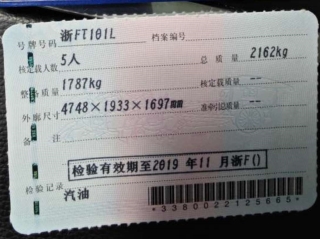 号牌号码 浙FT101L 档案编号
核定载人数 5人 总质量 2162kg
整备质量 1787kg 核定载质量 --
外廓尺寸 4748×1933×1697mm 准牵引总质量 --
备注
检验有效期至2019 年 11 月浙F()
检验记录
汽油
*3380022125665*